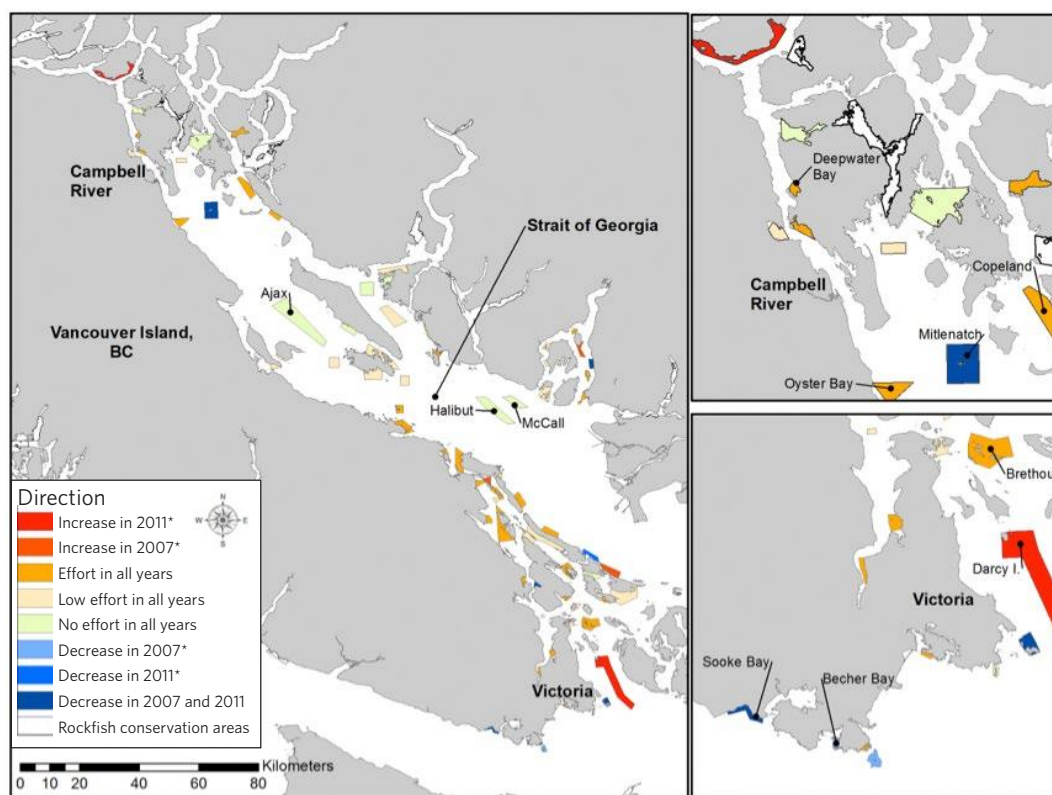 Campbell
River
Strait of Georgia
Ajax
Vancouver Island,
BC
Halibut
McCall
Victoria
Direction
Increase in 2011*
Increase in 2007*
Effort in all years
Low effort in all years
No effort in all years
Decrease in 2007*
Decrease in 2011*
Decrease in 2007 and 2011
Rockfish conservation areas
N
W E
S
Kilometers
0 10 20 40 60 80
Deepwater
Bay
Campbell
River
Copeland
Mitlenatch
Oyster Bay
Brethou
Darcy I.
Victoria
Sooke Bay
Becher Bay